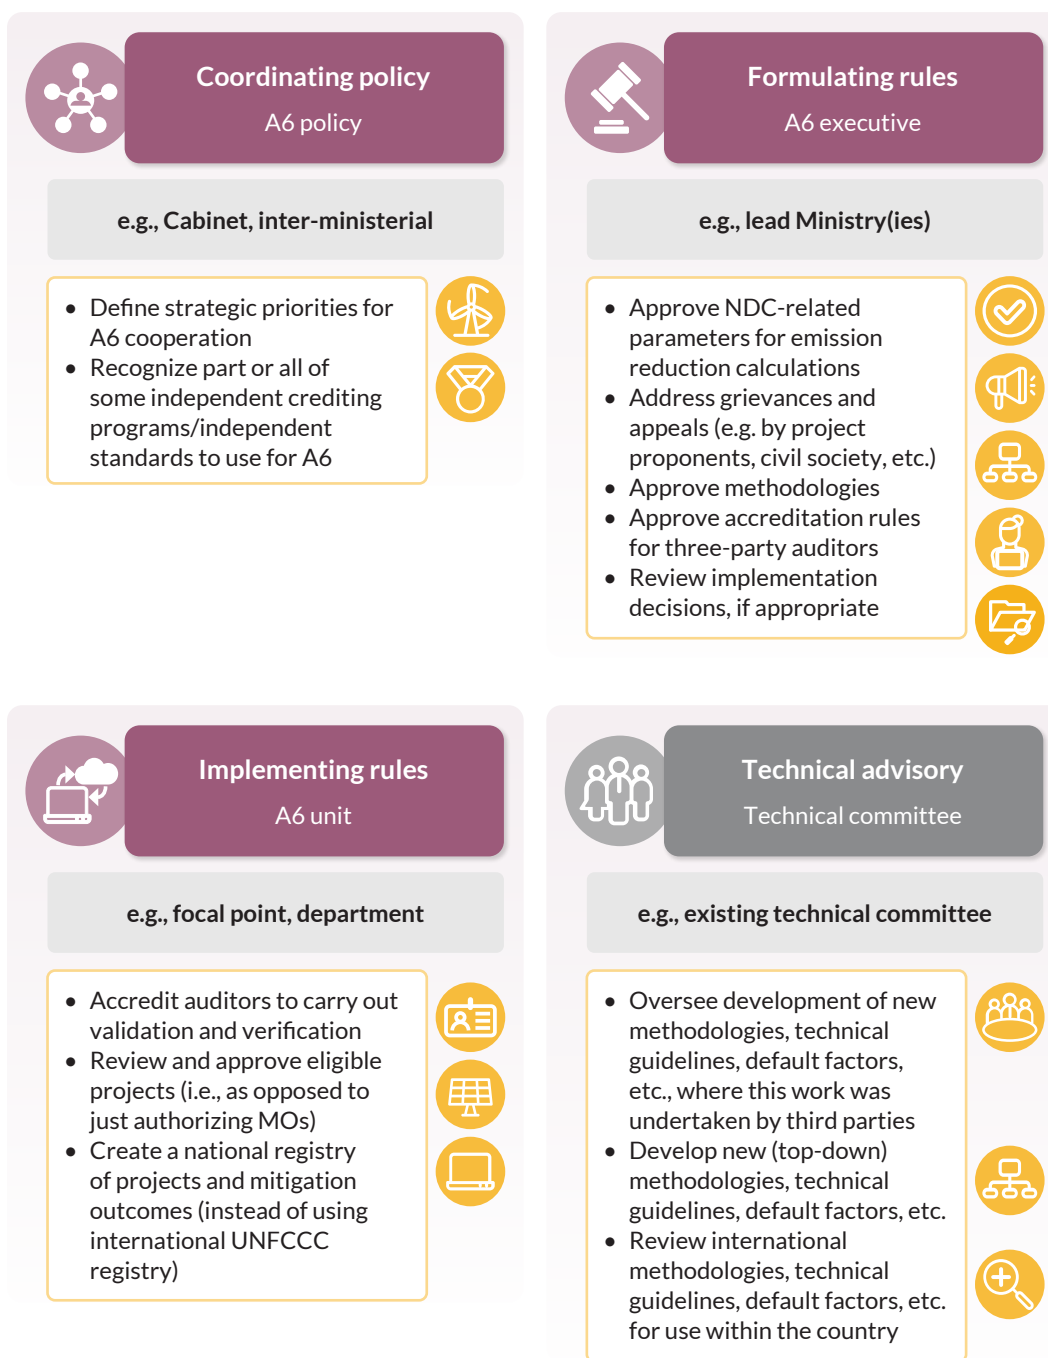 Coordinating policy
A6 policy
e.g., Cabinet, inter-ministerial
• Define strategic priorities for
A6 cooperation
• Recognize part or all of
some independent crediting
programs/independent
standards to use for A6
Formulating rules
A6 executive
e.g., lead Ministry(ies)
• Approve NDC-related
parameters for emission
reduction calculations
• Address grievances and
appeals (e.g. by project
proponents, civil society, etc.)
• Approve methodologies
• Approve accreditation rules
for three-party auditors
• Review implementation
decisions, if appropriate
Implementing rules
A6 unit
e.g., focal point, department
• Accredit auditors to carry out
validation and verification
• Review and approve eligible
projects (i.e., as opposed to
just authorizing MOs)
• Create a national registry
of projects and mitigation
outcomes (instead of using
international UNFCCC
registry)
Technical advisory
Technical committee
e.g., existing technical committee
• Oversee development of new
methodologies, technical
guidelines, default factors,
etc., where this work was
undertaken by third parties
• Develop new (top-down)
methodologies, technical
guidelines, default factors, etc.
• Review international
methodologies, technical
guidelines, default factors, etc.
for use within the country